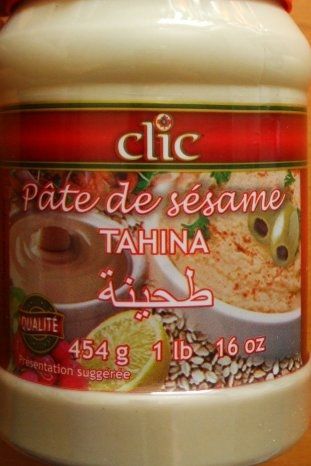 clic
Pâte de sésame
TAHINA
طحينة
QUALITÉ
454 g 1 lb 16 oz
Présentation suggérée